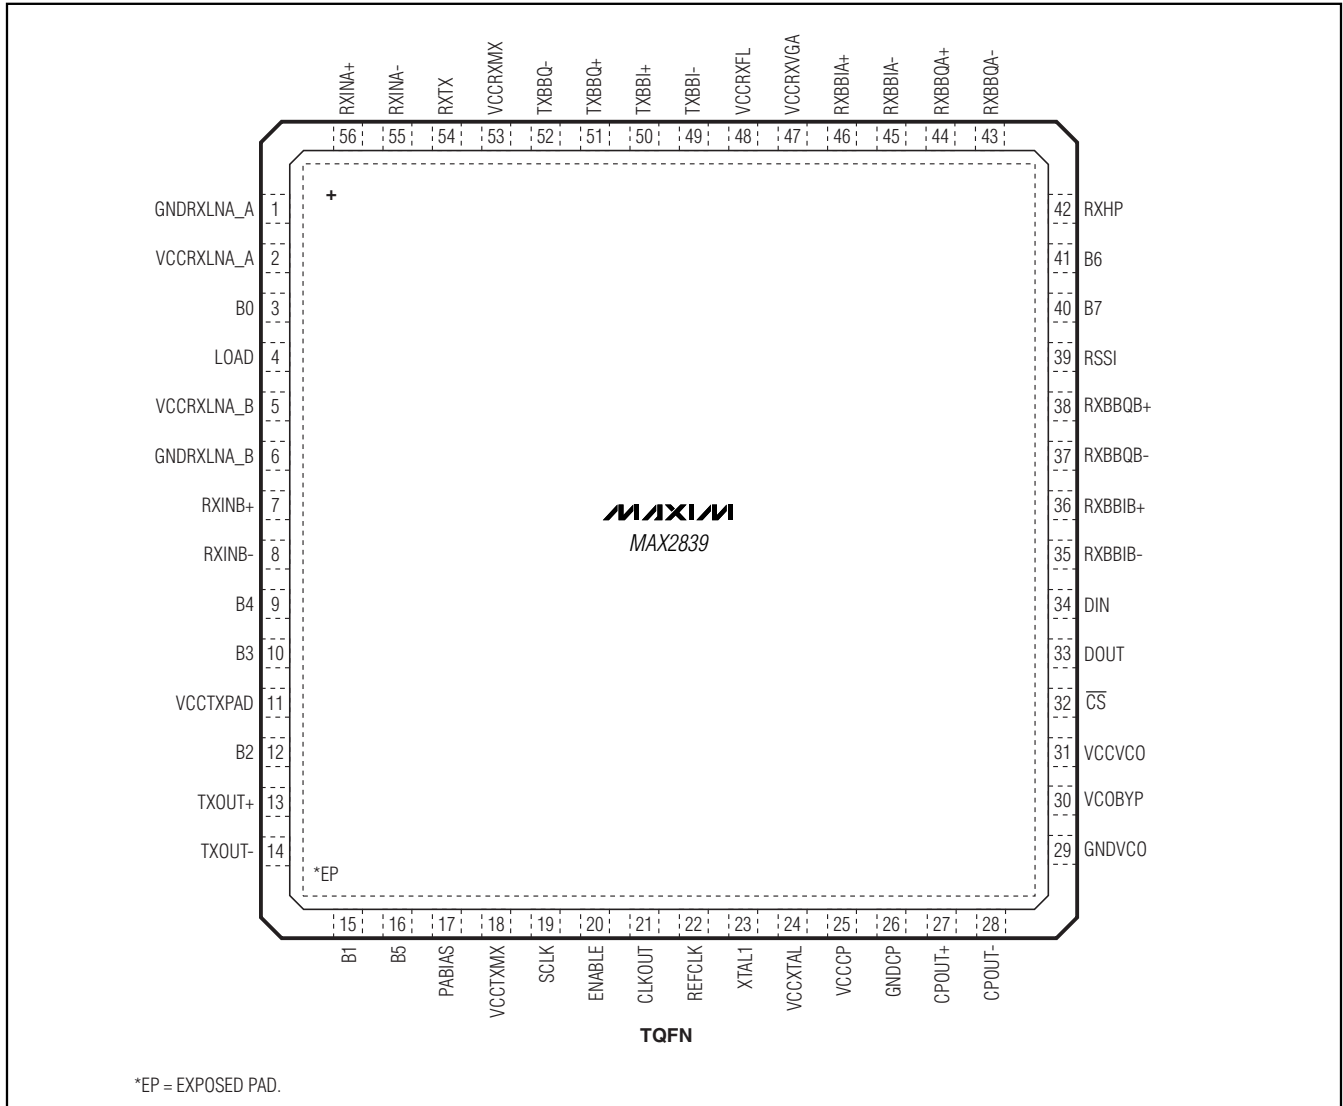 RXINA+ RXINA- RXTX VCCRXMX TXBBQ- TXBBQ+ TXBBI+ TXBBI- VCCRXFL VCCRXVGA RXBBIA+ RXBBIA- RXBBQA+ RXBBQA-
56 55 54 53 52 51 50 49 48 47 46 45 44 43
+
GNDRXLNA_A 1
VCCRXLNA_A 2
B0 3
LOAD 4
VCCRXLNA_B 5
GNDRXLNA_B 6
RXINB+ 7
RXINB- 8
B4 9
B3 10
VCCTXPAD 11
B2 12
TXOUT+ 13
TXOUT- 14
MAXIM
MAX2839
42 RXHP
41 B6
40 B7
39 RSSI
38 RXBBQB+
37 RXBBQB-
36 RXBBIB+
35 RXBBIB-
34 DIN
33 DOUT
32 C̅S̅
31 VCCVCO
30 VCOBYP
29 GNDVCO
*EP
15 16 17 18 19 20 21 22 23 24 25 26 27 28
B1 B5 PABIAS VCCTXMX SCLK ENABLE CLKOUT REFCLK XTAL1 VCCXTAL VCCCP GNDCP CPOUT+ CPOUT-
TQFN
*EP = EXPOSED PAD.